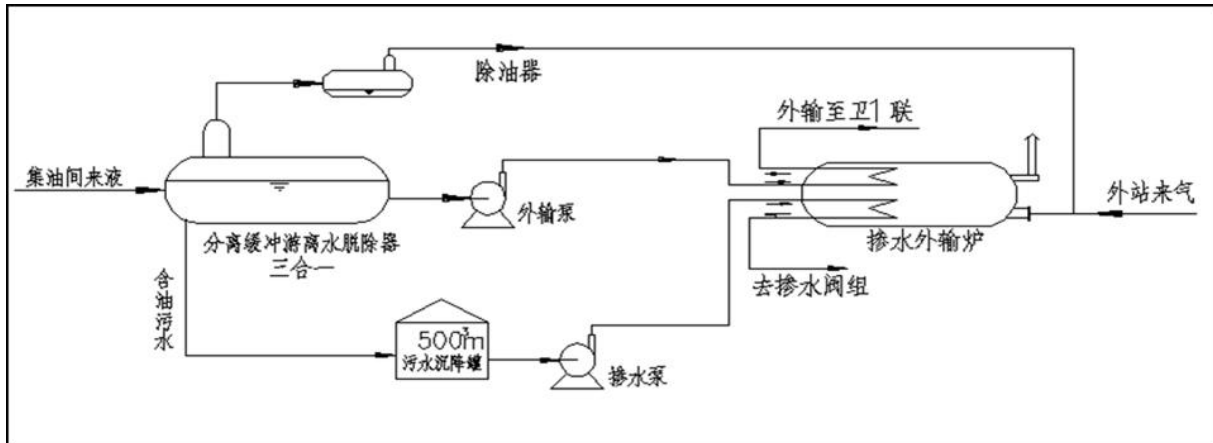 除油器
外输至卫1联
集油间来液
外输泵
外站来气
分离缓冲游离水脱除器
三合一
掺水外输炉
含油污水
去掺水阀组
500m³
污水沉降罐
掺水泵